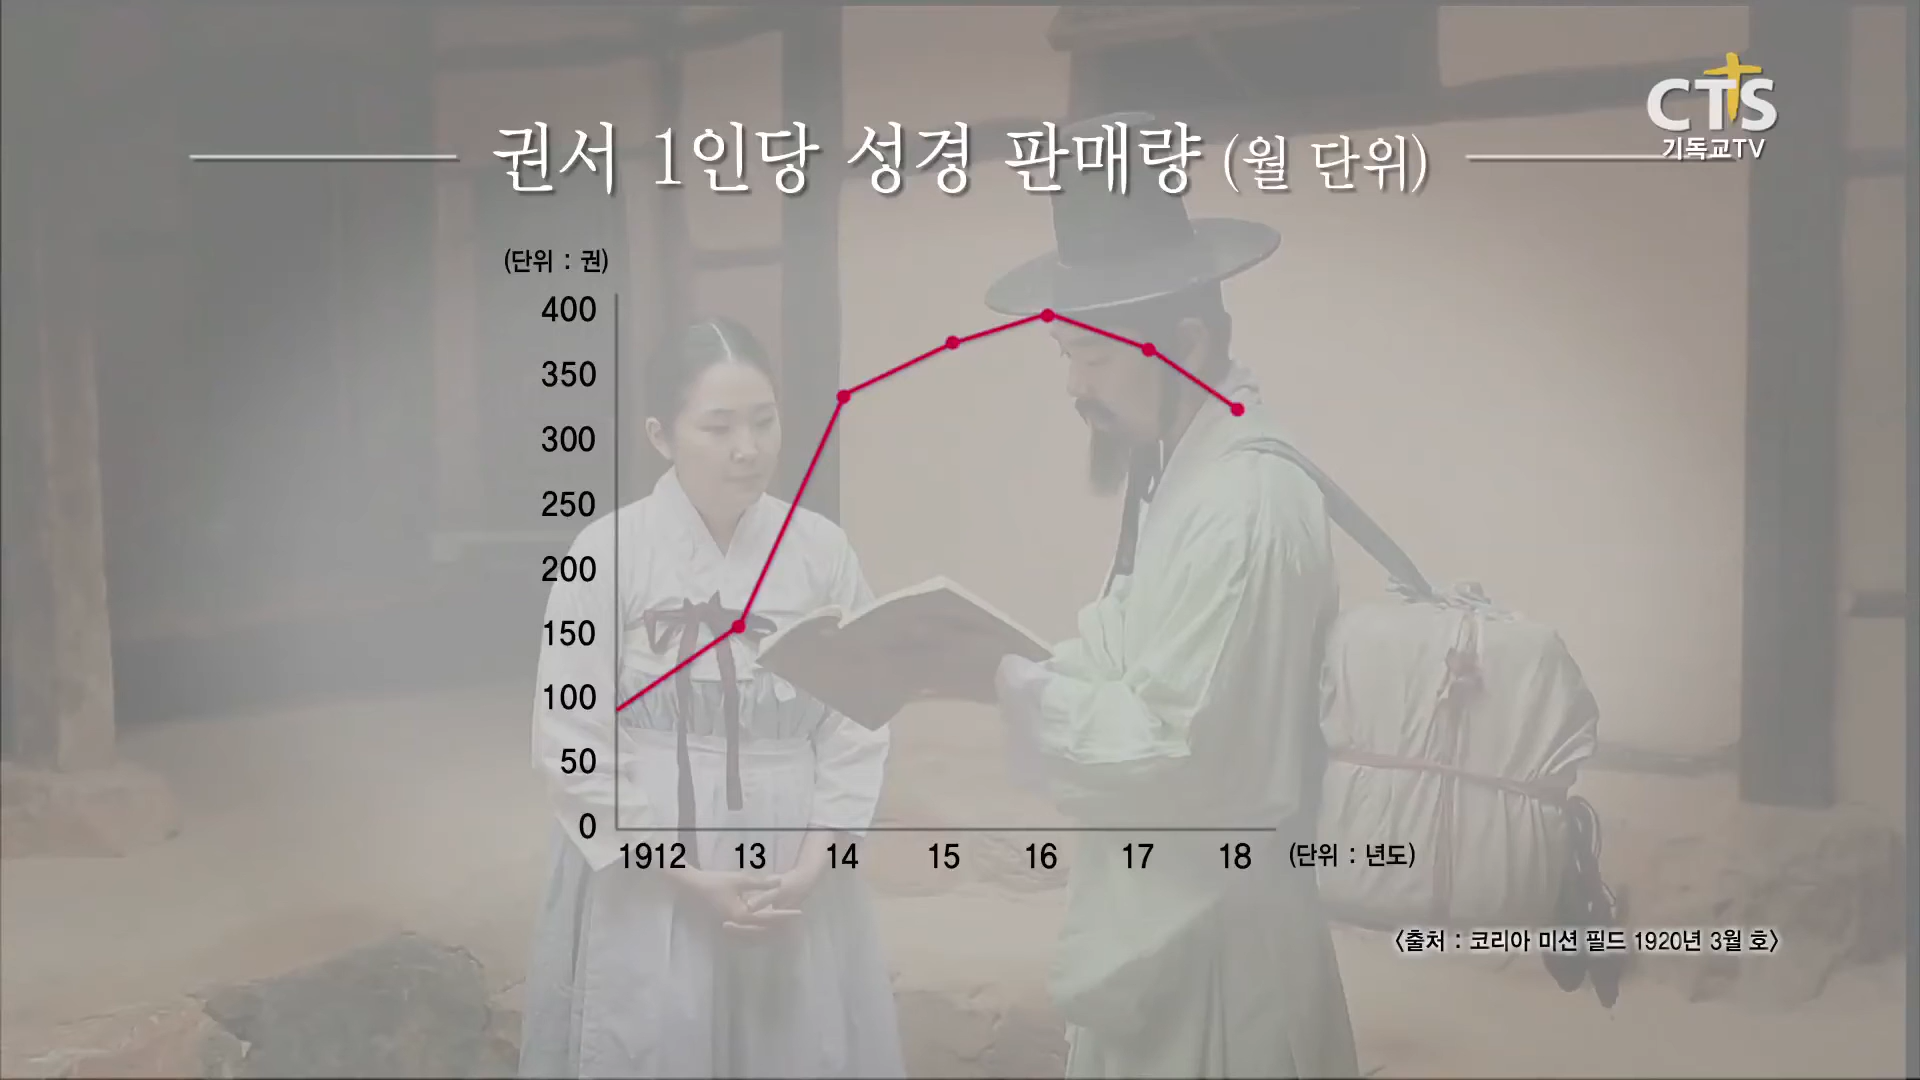 CTS
기독교TV
권서 1인당 성경 판매량 (월 단위)
(단위 : 권)
400
350
300
250
200
150
100
50
0
1912 13 14 15 16 17 18 (단위 : 년도)
<출처 : 코리아 미션 필드 1920년 3월 호>